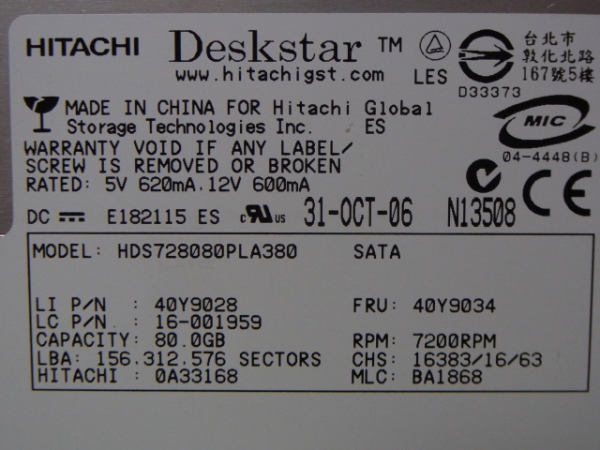 HITACHI Deskstar ™
www.hitachigst.com
LES
D33373
台北市
敦化北路
167號5樓
MADE IN CHINA FOR Hitachi Global
Storage Technologies Inc. ES
WARRANTY VOID IF ANY LABEL/
SCREW IS REMOVED OR BROKEN
RATED: 5V 620mA.12V 600mA
MIC
04-4448(B)
DC E182115 ES c RU us 31-OCT-06 N13508 CE
MODEL: HDS728080PLA380 SATA
LI P/N : 40Y9028 FRU: 40Y9034
LC P/N : 16-001959
CAPACITY: 80.0GB RPM: 7200RPM
LBA: 156.312.576 SECTORS CHS: 16383/16/63
HITACHI : 0A33168 MLC: BA1868